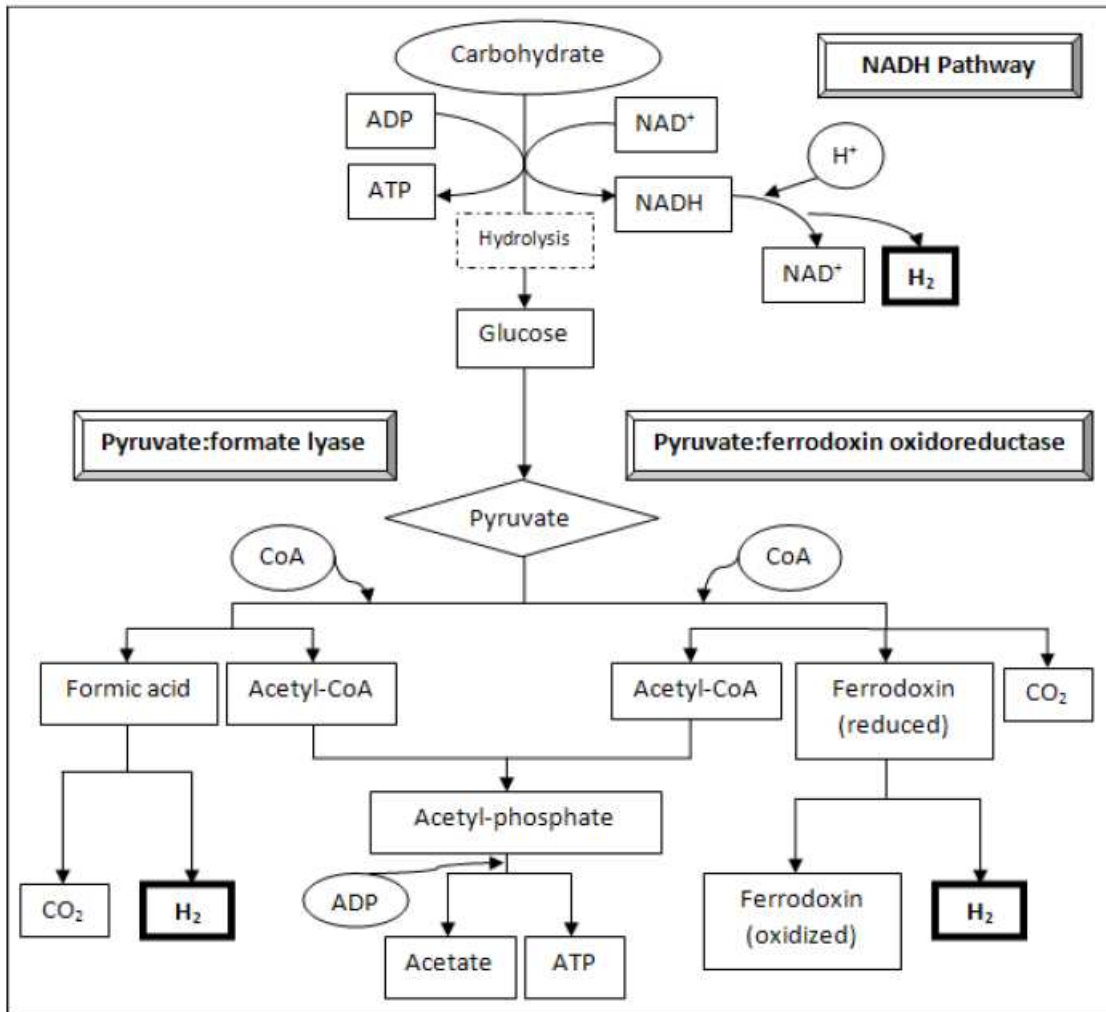 Carbohydrate
NADH Pathway
ADP
NAD⁺
H⁺
ATP
NADH
Hydrolysis
NAD⁺
H₂
Glucose
Pyruvate:formate lyase
Pyruvate:ferrodoxin oxidoreductase
Pyruvate
CoA
CoA
Formic acid
Acetyl-CoA
Acetyl-CoA
Ferrodoxin
(reduced)
CO₂
Acetyl-phosphate
CO₂
H₂
ADP
Ferrodoxin
(oxidized)
H₂
Acetate
ATP